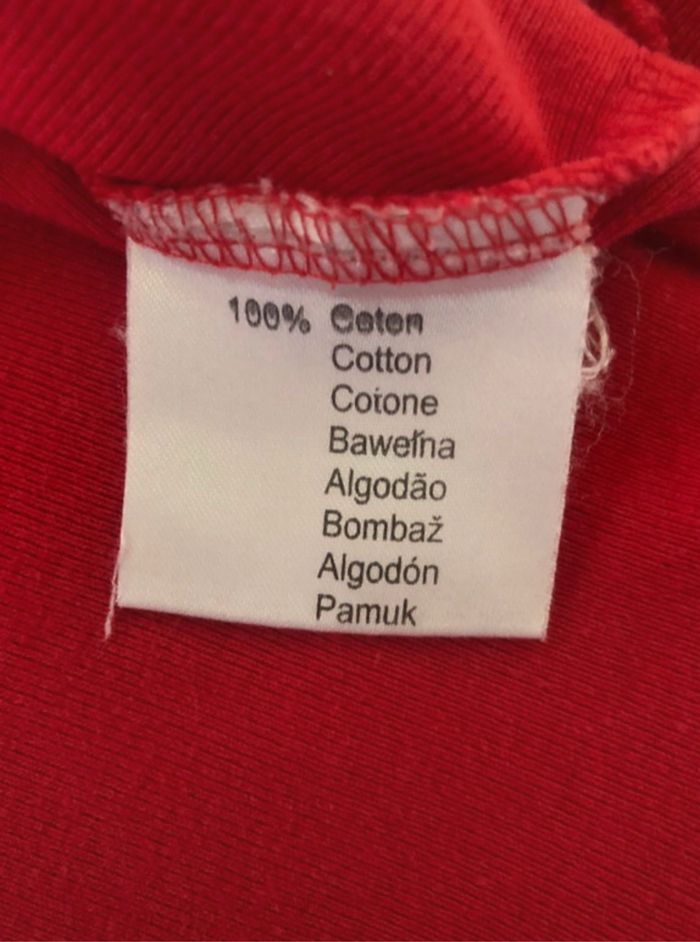 100% Coton
Cotton
Cotone
Bawełna
Algodão
Bombaž
Algodón
Pamuk